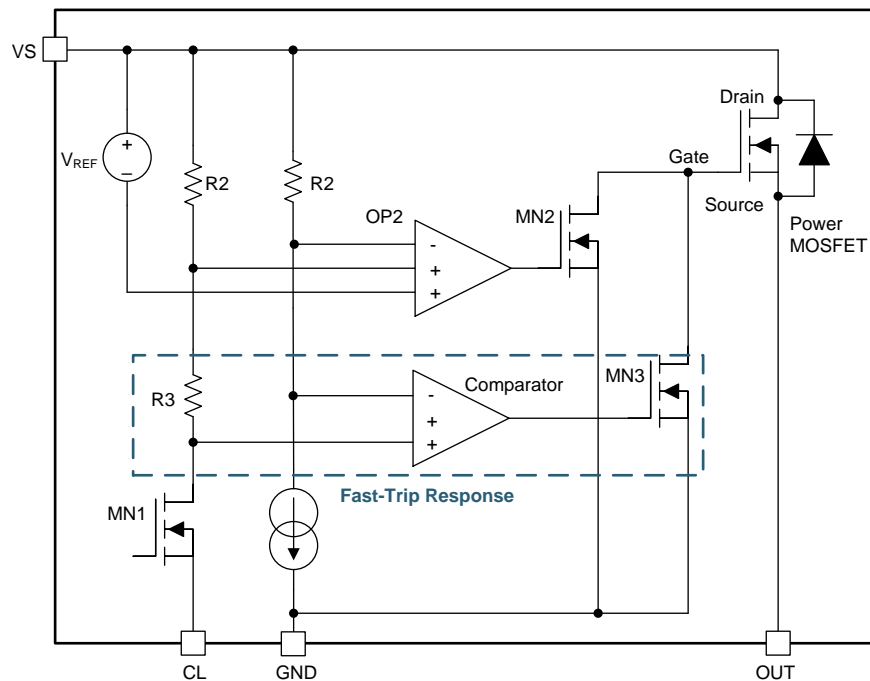 VS
Drain
+
VREF
−
R2
R2
Gate
OP2
MN2
Source
-
Power
MOSFET
+
+
MN3
Comparator
R3
-
+
+
Fast-Trip Response
MN1
CL
GND
OUT